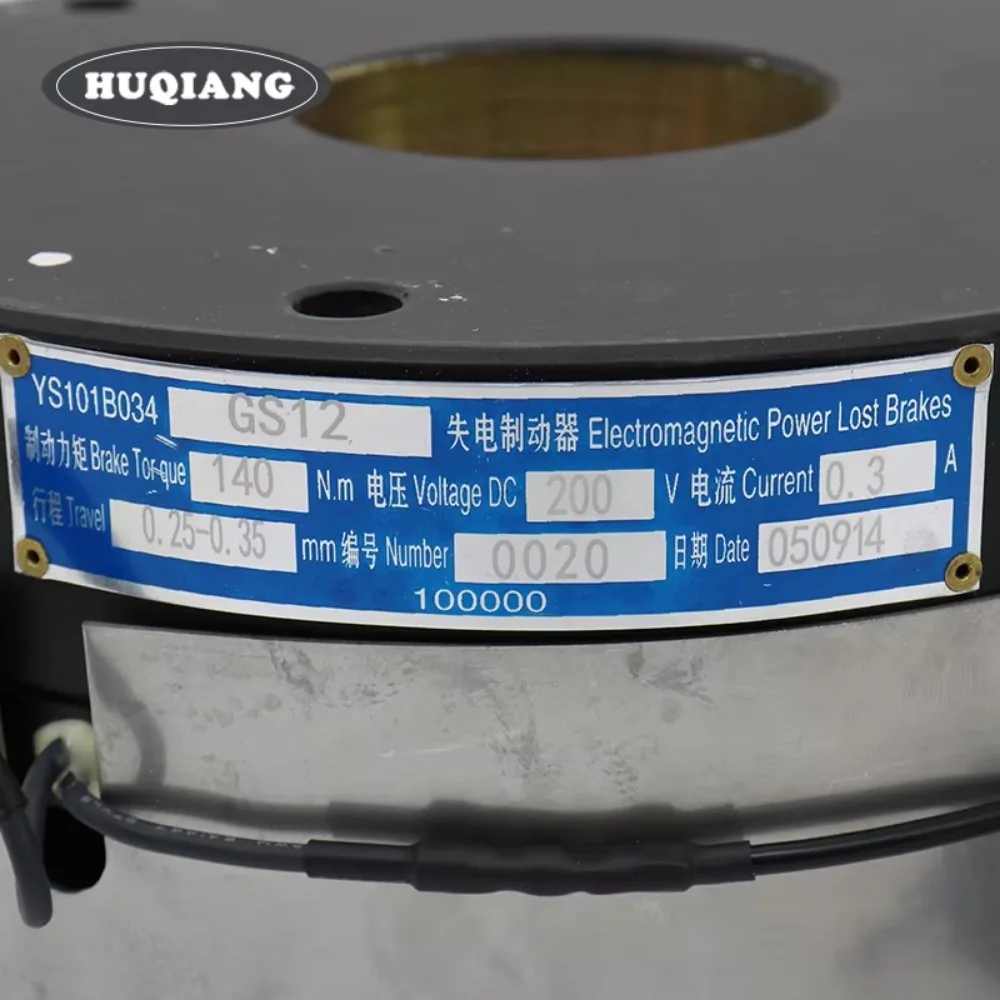 HUQIANG
YS101B034 GS12 失电制动器 Electromagnetic Power Lost Brakes
制动力矩 Brake Torque 140 N.m 电压 Voltage DC 200 V 电流 Current 0.3 A
行程 Travel 0.25-0.35 mm 编号 Number 0020 日期 Date 050914
100000